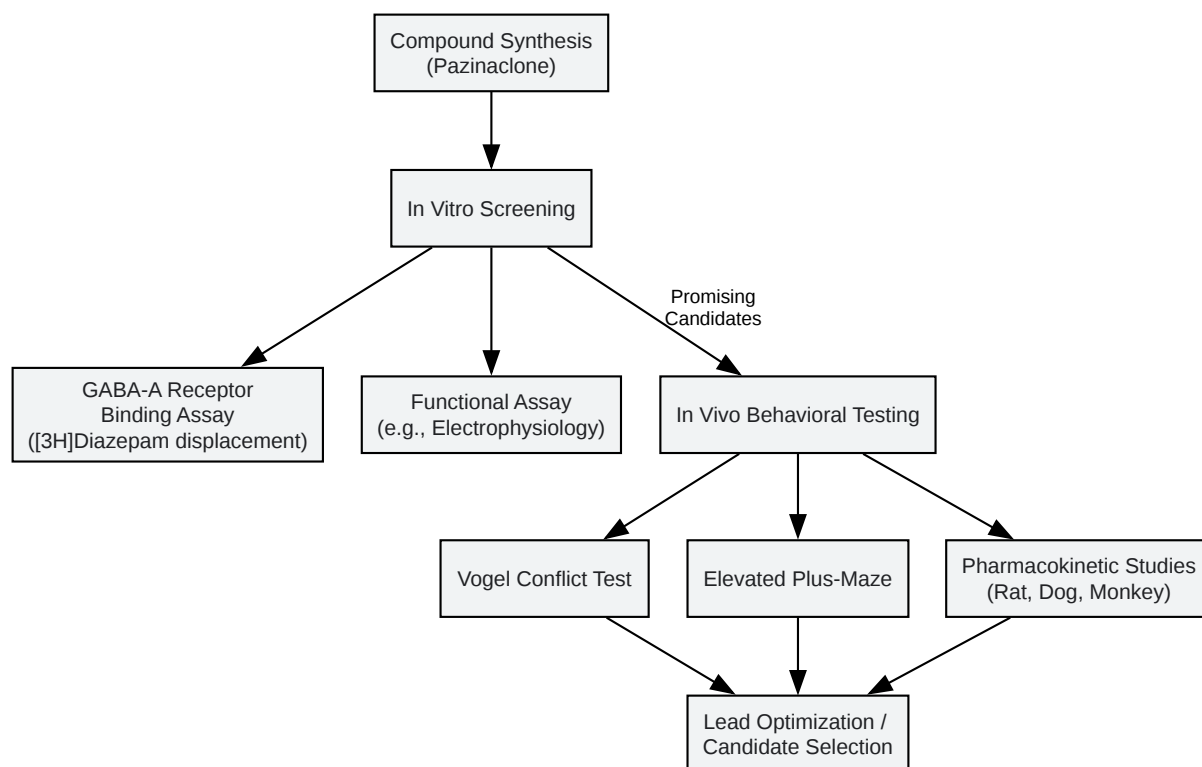 Compound Synthesis
(Pazinaclone)
In Vitro Screening
Promising
Candidates
GABA-A Receptor
Binding Assay
([3H]Diazepam displacement)
Functional Assay
(e.g., Electrophysiology)
In Vivo Behavioral Testing
Vogel Conflict Test
Elevated Plus-Maze
Pharmacokinetic Studies
(Rat, Dog, Monkey)
Lead Optimization /
Candidate Selection